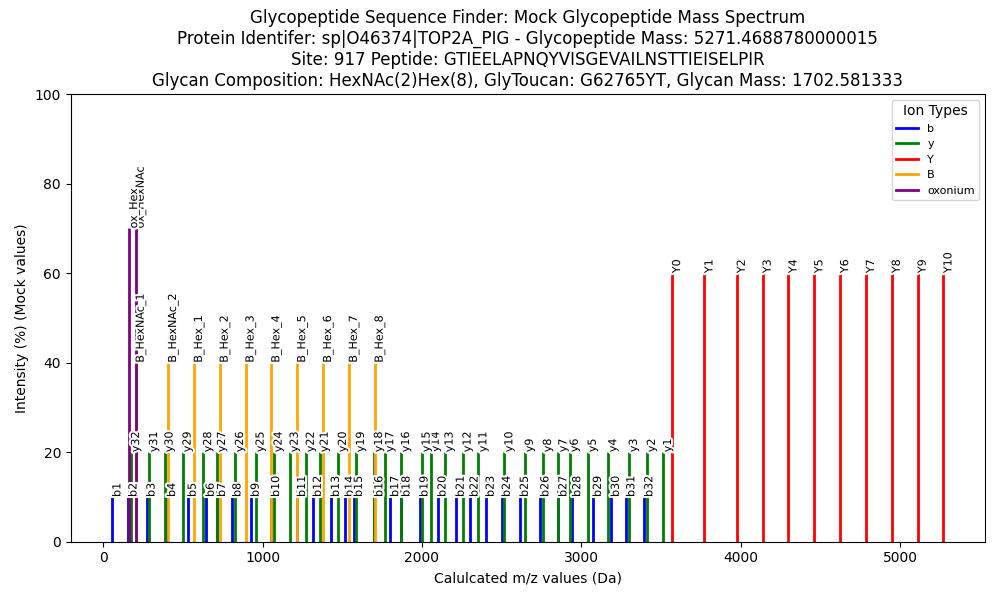 Glycopeptide Sequence Finder: Mock Glycopeptide Mass Spectrum
Protein Identifer: sp|O46374|TOP2A_PIG - Glycopeptide Mass: 5271.4688780000015
Site: 917 Peptide: GTIEELAPNQYVISGEVAILNSTTIEISELPIR
Glycan Composition: HexNAc(2)Hex(8), GlyToucan: G62765YT, Glycan Mass: 1702.581333
Intensity (%) (Mock values)
100
80
60
40
20
0
Ion Types
b
y
Y
B
oxonium
ox_Hex
ox_HexNAc
B_HexNAc_1
B_HexNAc_2
B_Hex_1
B_Hex_2
B_Hex_3
B_Hex_4
B_Hex_5
B_Hex_6
B_Hex_7
B_Hex_8
Y0
Y1
Y2
Y3
Y4
Y5
Y6
Y7
Y8
Y9
Y10
y32
y31
y30
y29
y28
y27
y26
y25
y24
y23
y22
y21
y20
y19
y18
y17
y16
y15
y14
y13
y12
y11
y10
y9
y8
y7
y6
y5
y4
y3
y2
y1
b1
b2
b3
b4
b5
b6
b7
b8
b9
b10
b11
b12
b13
b14
b15
b16
b17
b18
b19
b20
b21
b22
b23
b24
b25
b26
b27
b28
b29
b30
b31
b32
0
1000
2000
3000
4000
5000
Calulcated m/z values (Da)